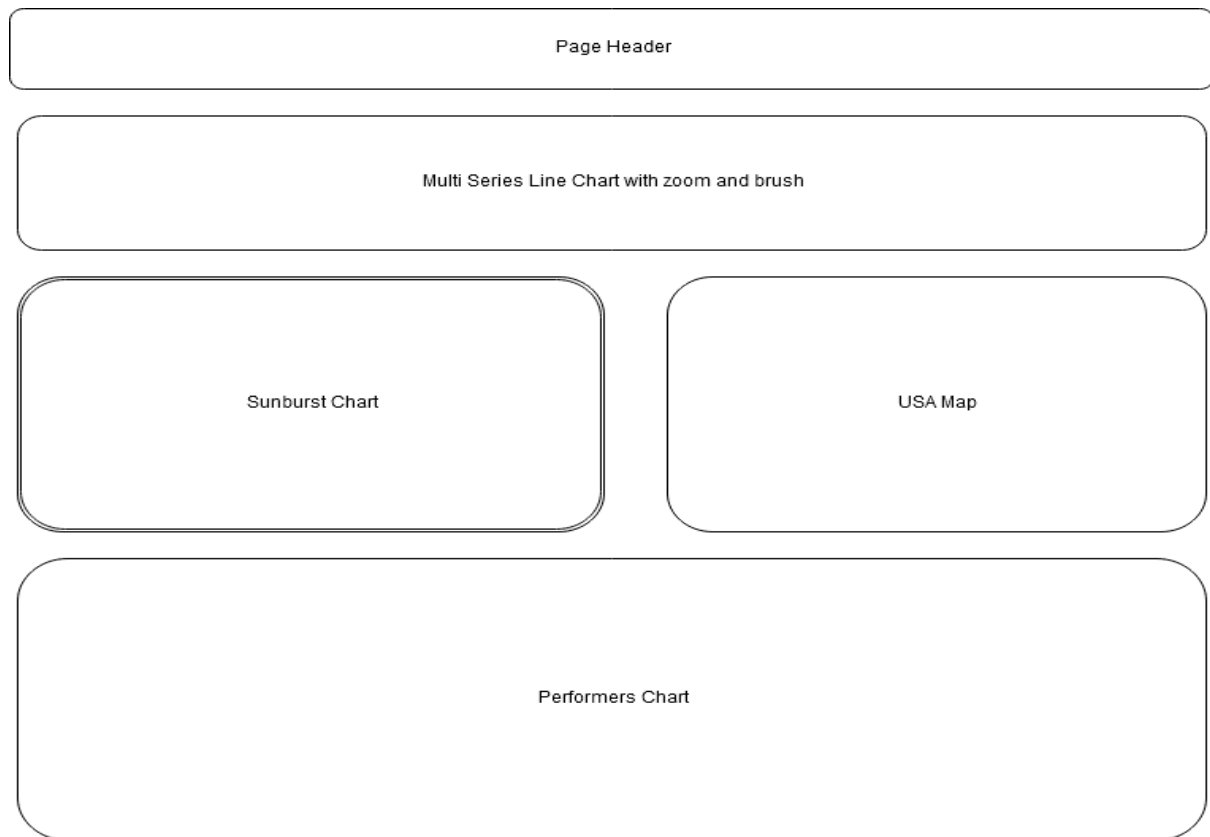 Page Header
Multi Series Line Chart with zoom and brush
Sunburst Chart
USA Map
Performers Chart